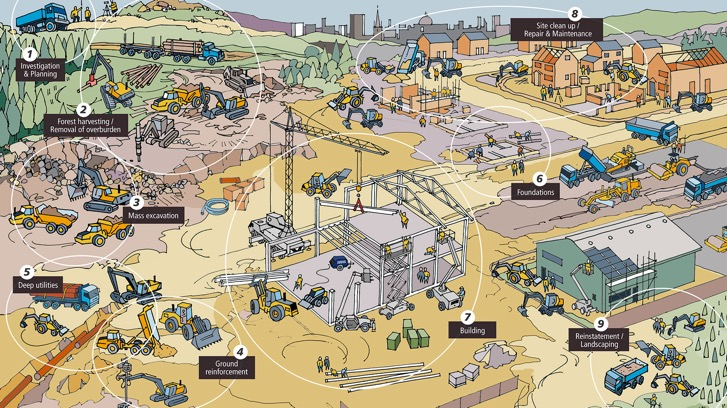 1
Investigation
& Planning
2
Forest harvesting /
Removal of overburden
3
Mass excavation
4
Ground
reinforcement
5
Deep utilities
6
Foundations
7
Building
8
Site clean up /
Repair & Maintenance
9
Reinstatement /
Landscaping